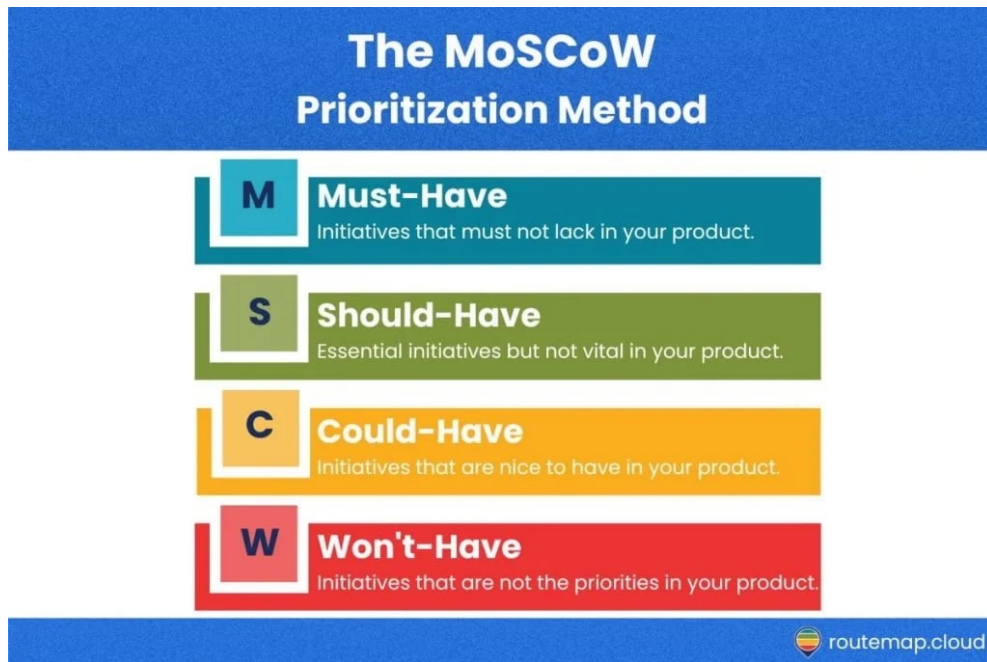 The MoSCoW
Prioritization Method
M
Must-Have
Initiatives that must not lack in your product.
S
Should-Have
Essential initiatives but not vital in your product.
C
Could-Have
Initiatives that are nice to have in your product.
W
Won't-Have
Initiatives that are not the priorities in your product.
routemap.cloud